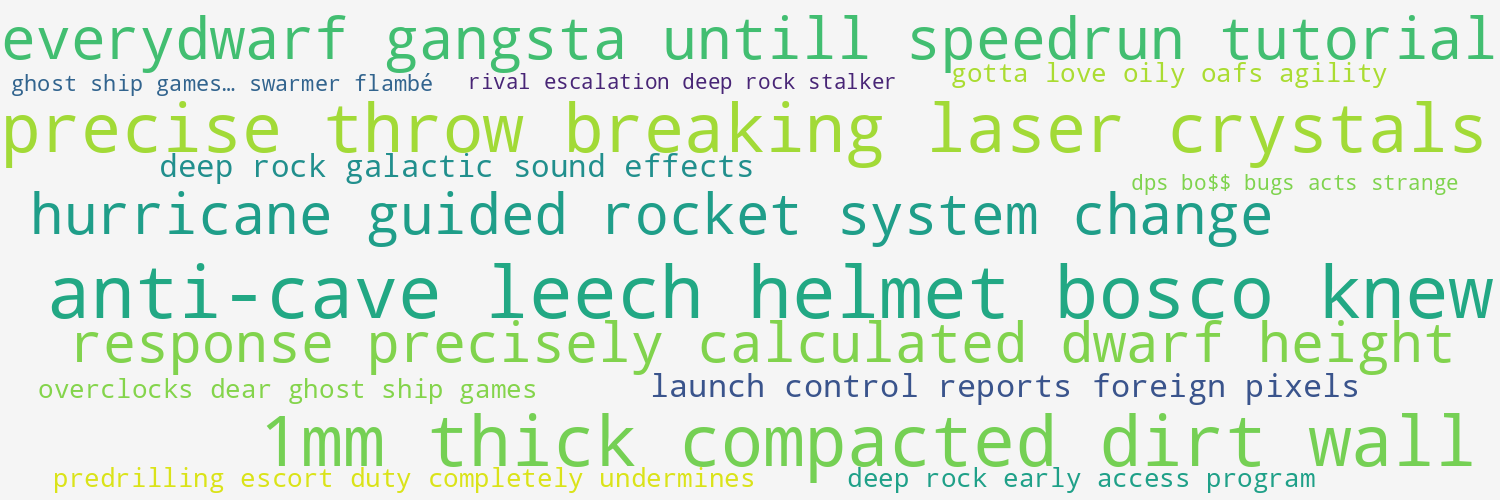 everydwarf gangsta untill speedrun tutorial
ghost ship games… swarmer flambé
rival escalation deep rock stalker
gotta love oily oafs agility
precise throw breaking laser crystals
deep rock galactic sound effects
dps bo$$ bugs acts strange
hurricane guided rocket system change
anti-cave leech helmet bosco knew
response precisely calculated dwarf height
overclocks dear ghost ship games
launch control reports foreign pixels
1mm thick compacted dirt wall
predrilling escort duty completely undermines
deep rock early access program